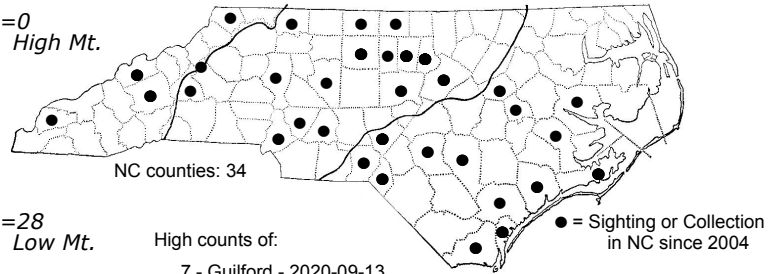 =0
High Mt.
NC counties: 34
=28
Low Mt.
High counts of:
● = Sighting or Collection
in NC since 2004
7 - Guilford - 2020-09-13